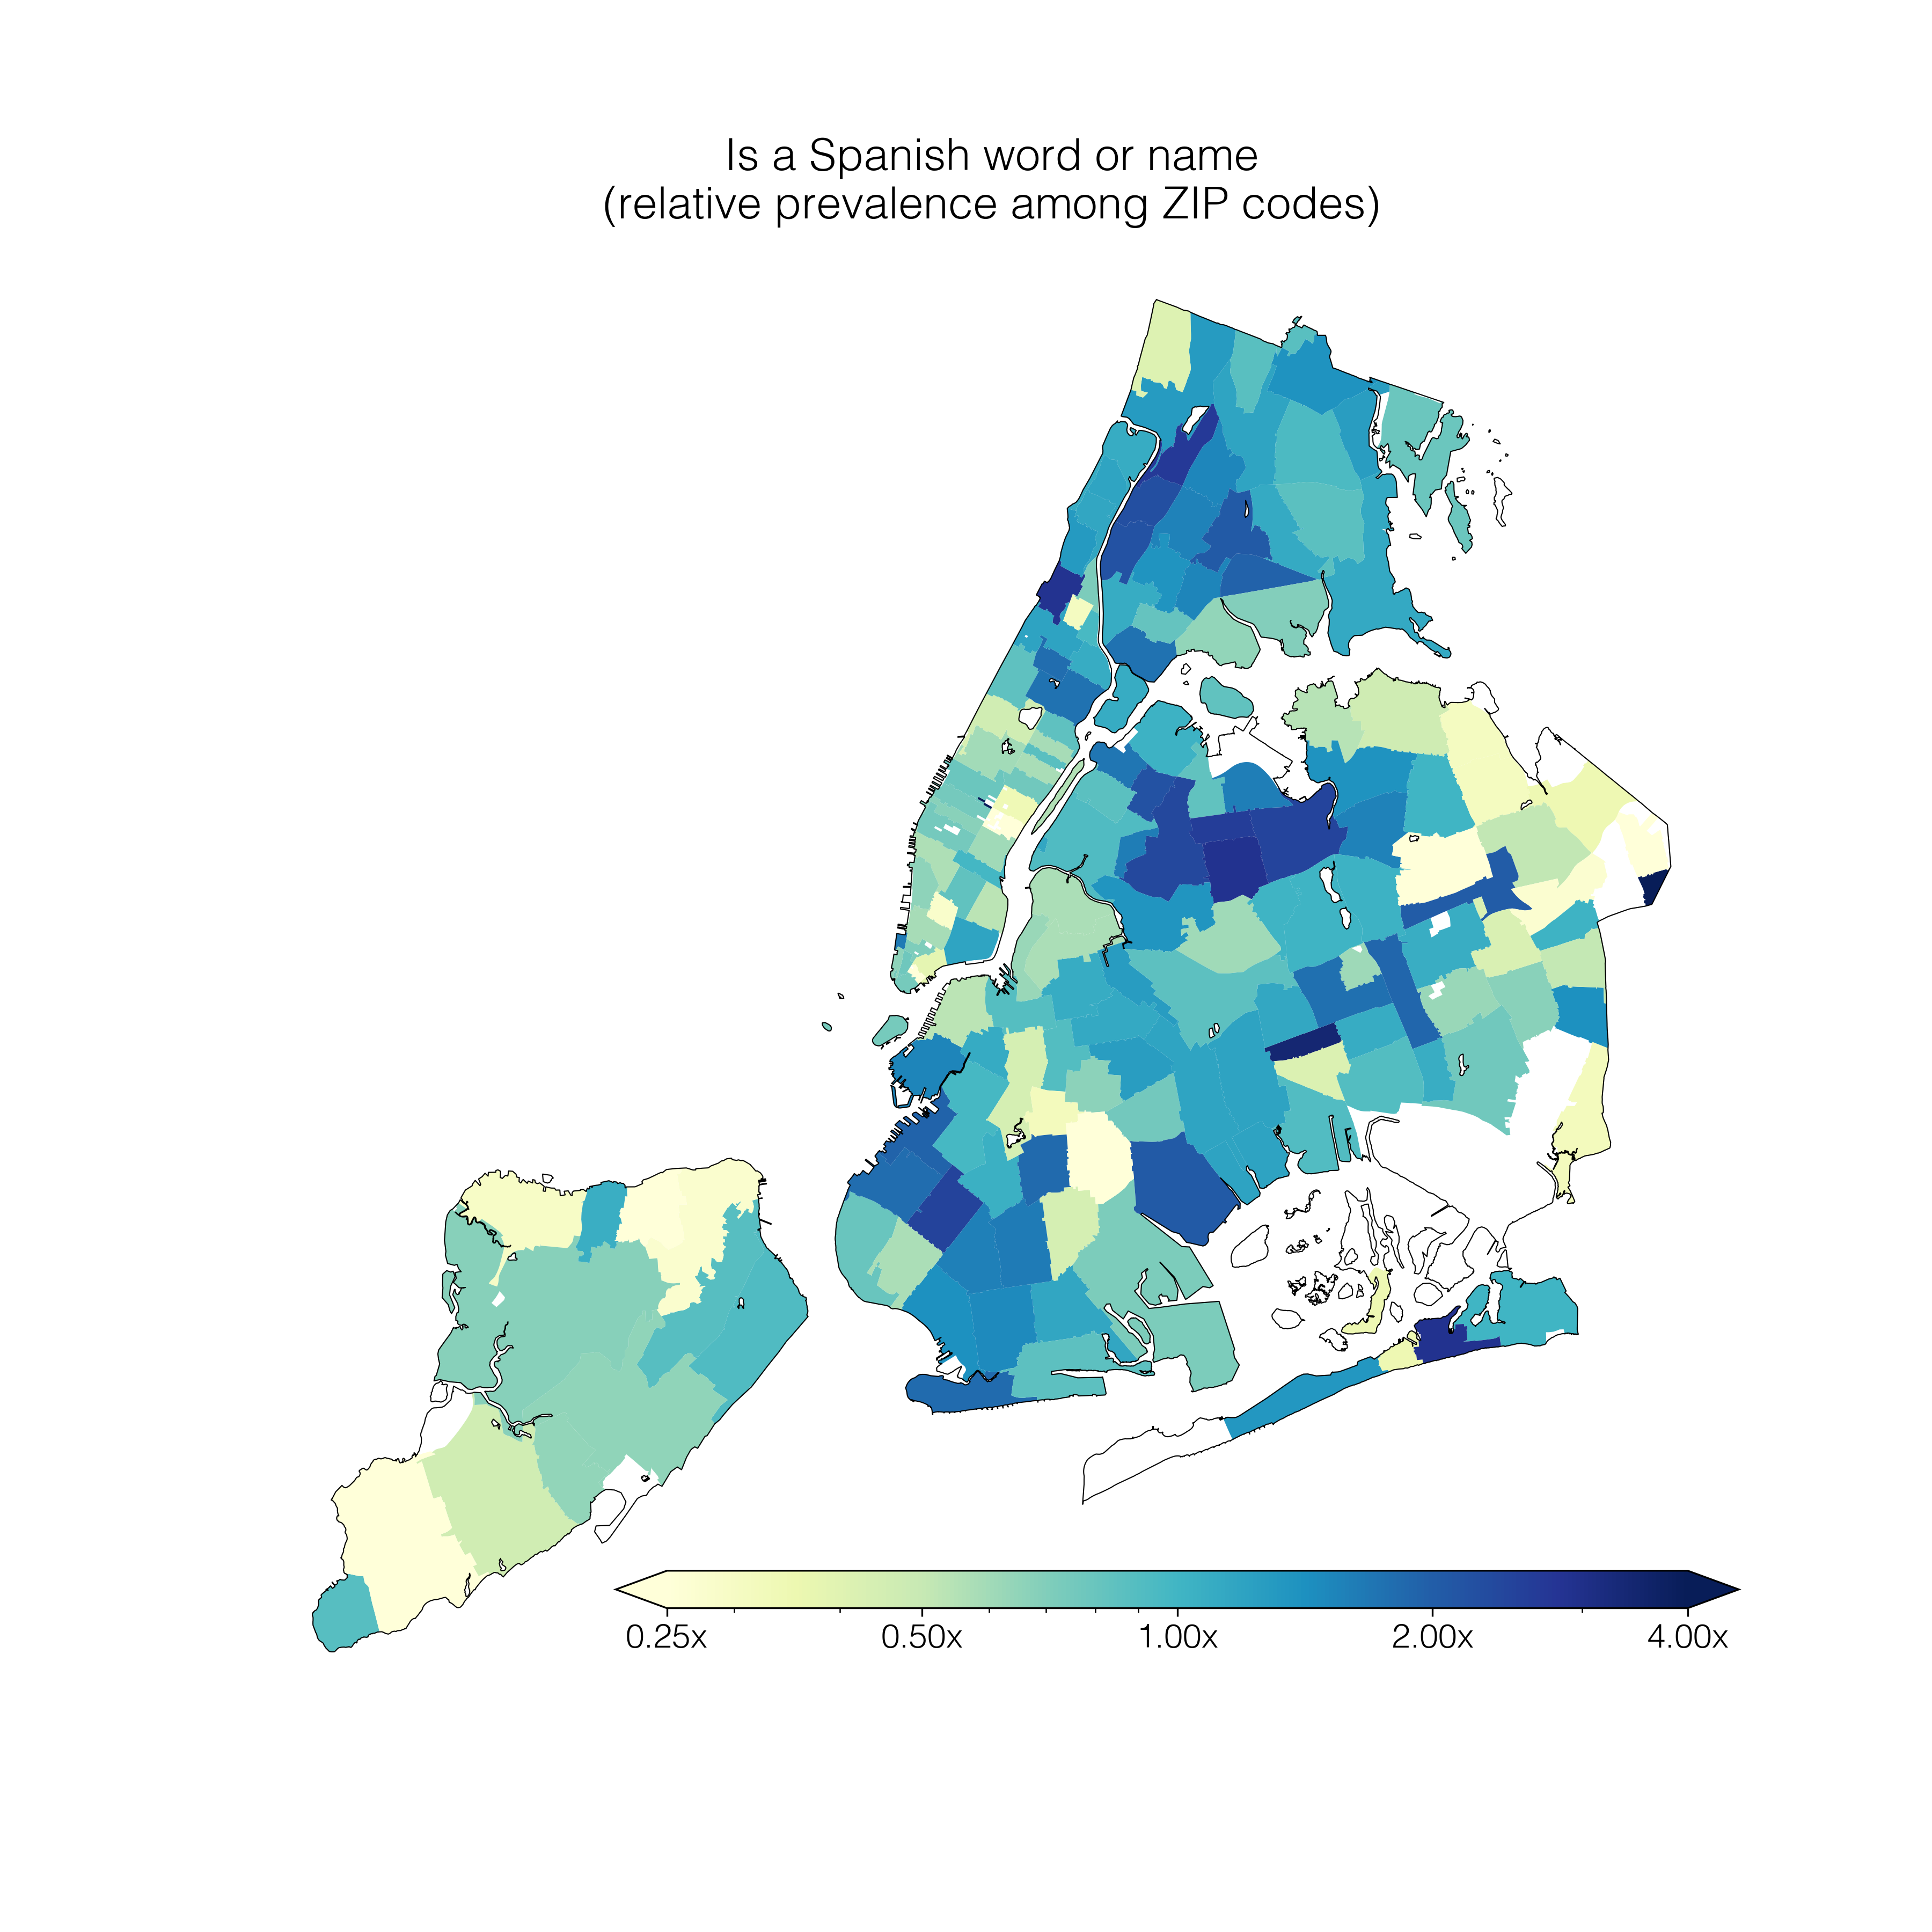 Is a Spanish word or name
(relative prevalence among ZIP codes)
0.25x 0.50x 1.00x 2.00x 4.00x